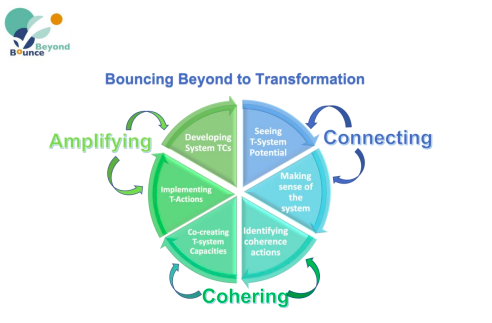 Bounce
Beyond
Bouncing Beyond to Transformation
Amplifying
Connecting
Cohering
Developing
System TCs
Seeing
T-System
Potential
Making
sense of
the
system
Identifying
coherence
actions
Co-creating
T-system
Capacities
Implementing
T-Actions